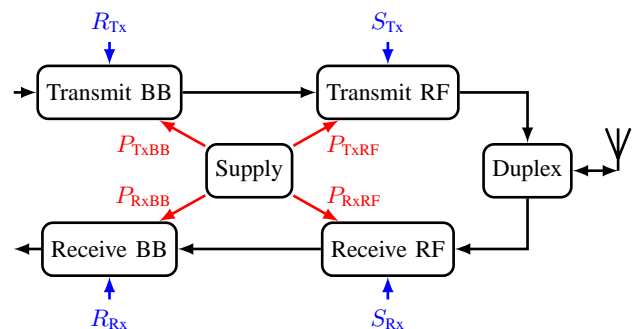 R_Tx S_Tx
Transmit BB Transmit RF
P_TxBB P_TxRF
Supply Duplex
P_RxBB P_RxRF
Receive BB Receive RF
R_Rx S_Rx